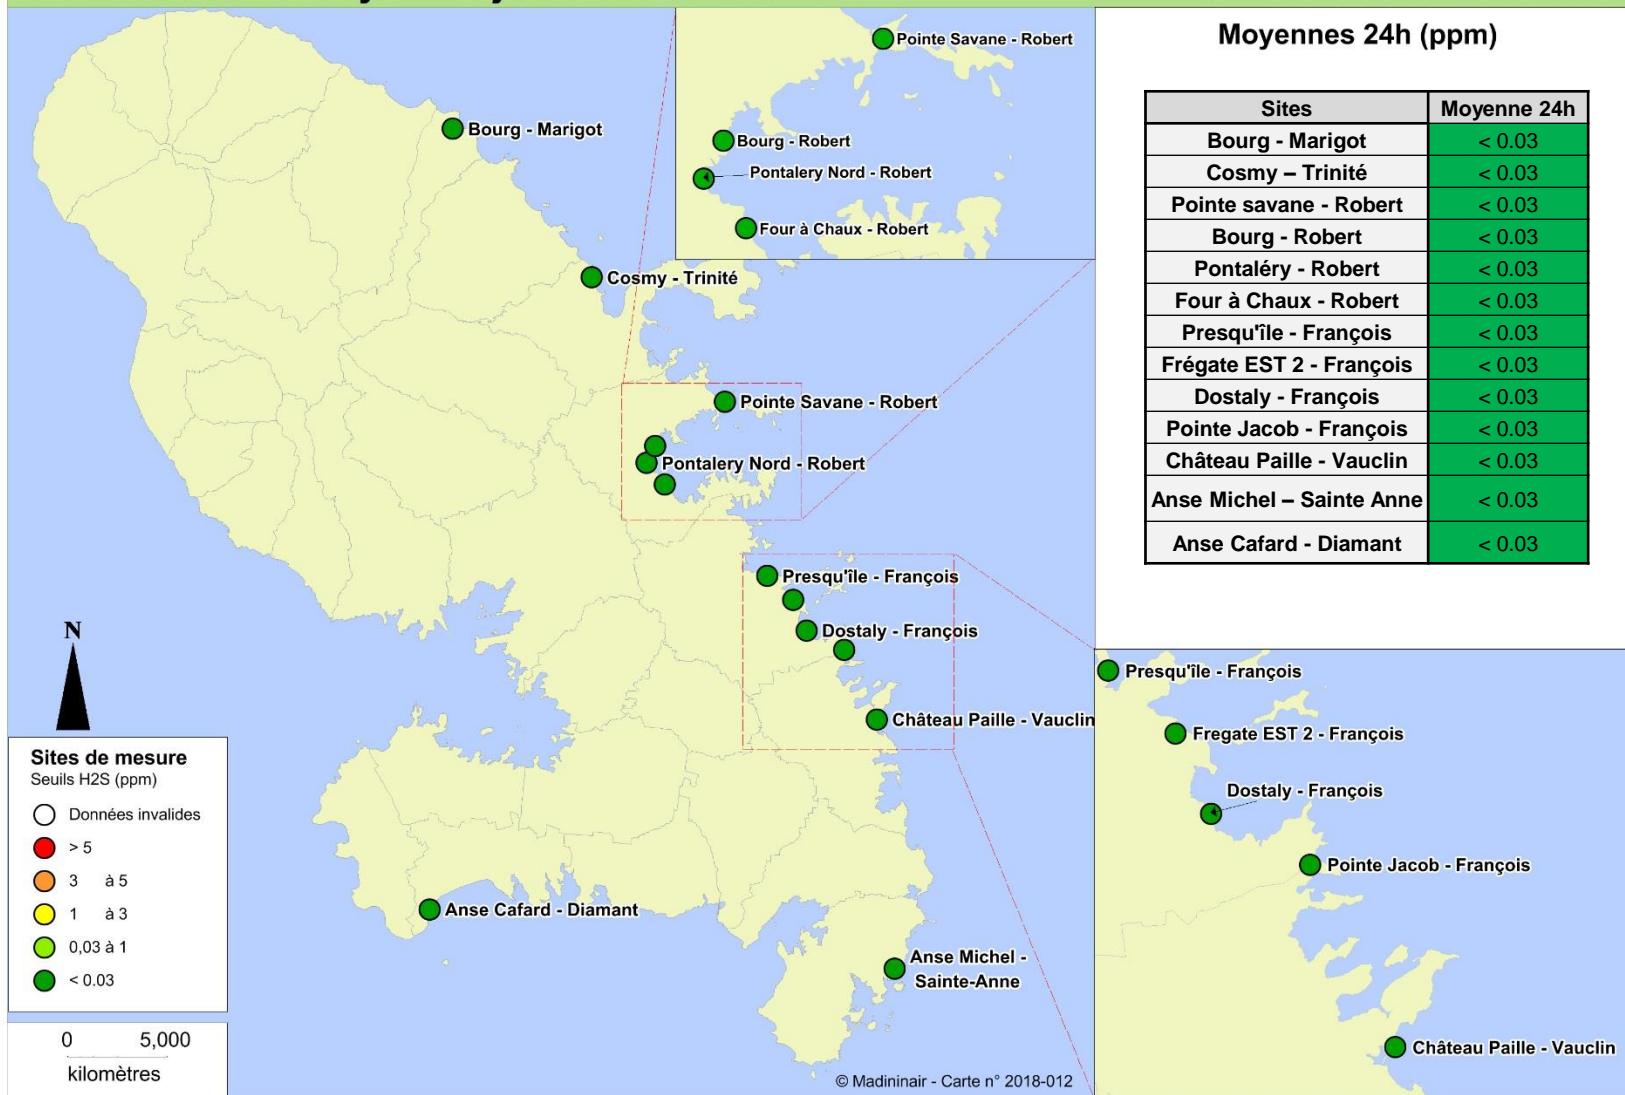 Pointe Savane - Robert
Bourg - Robert
Pontalery Nord - Robert
Four à Chaux - Robert
Bourg - Marigot
Cosmy - Trinité
Pointe Savane - Robert
Pontalery Nord - Robert
Presqu'île - François
Dostaly - François
Château Paille - Vauclin
Anse Cafard - Diamant
Anse Michel -
Sainte-Anne
N
Sites de mesure
Seuils H2S (ppm)
Données invalides
> 5
3 à 5
1 à 3
0,03 à 1
< 0.03
0 5,000
kilomètres
© Madininair - Carte n° 2018-012
Moyennes 24h (ppm)
Sites Moyenne 24h
Bourg - Marigot < 0.03
Cosmy – Trinité < 0.03
Pointe savane - Robert < 0.03
Bourg - Robert < 0.03
Pontaléry - Robert < 0.03
Four à Chaux - Robert < 0.03
Presqu'île - François < 0.03
Frégate EST 2 - François < 0.03
Dostaly - François < 0.03
Pointe Jacob - François < 0.03
Château Paille - Vauclin < 0.03
Anse Michel – Sainte Anne < 0.03
Anse Cafard - Diamant < 0.03
Presqu'île - François
Fregate EST 2 - François
Dostaly - François
Pointe Jacob - François
Château Paille - Vauclin